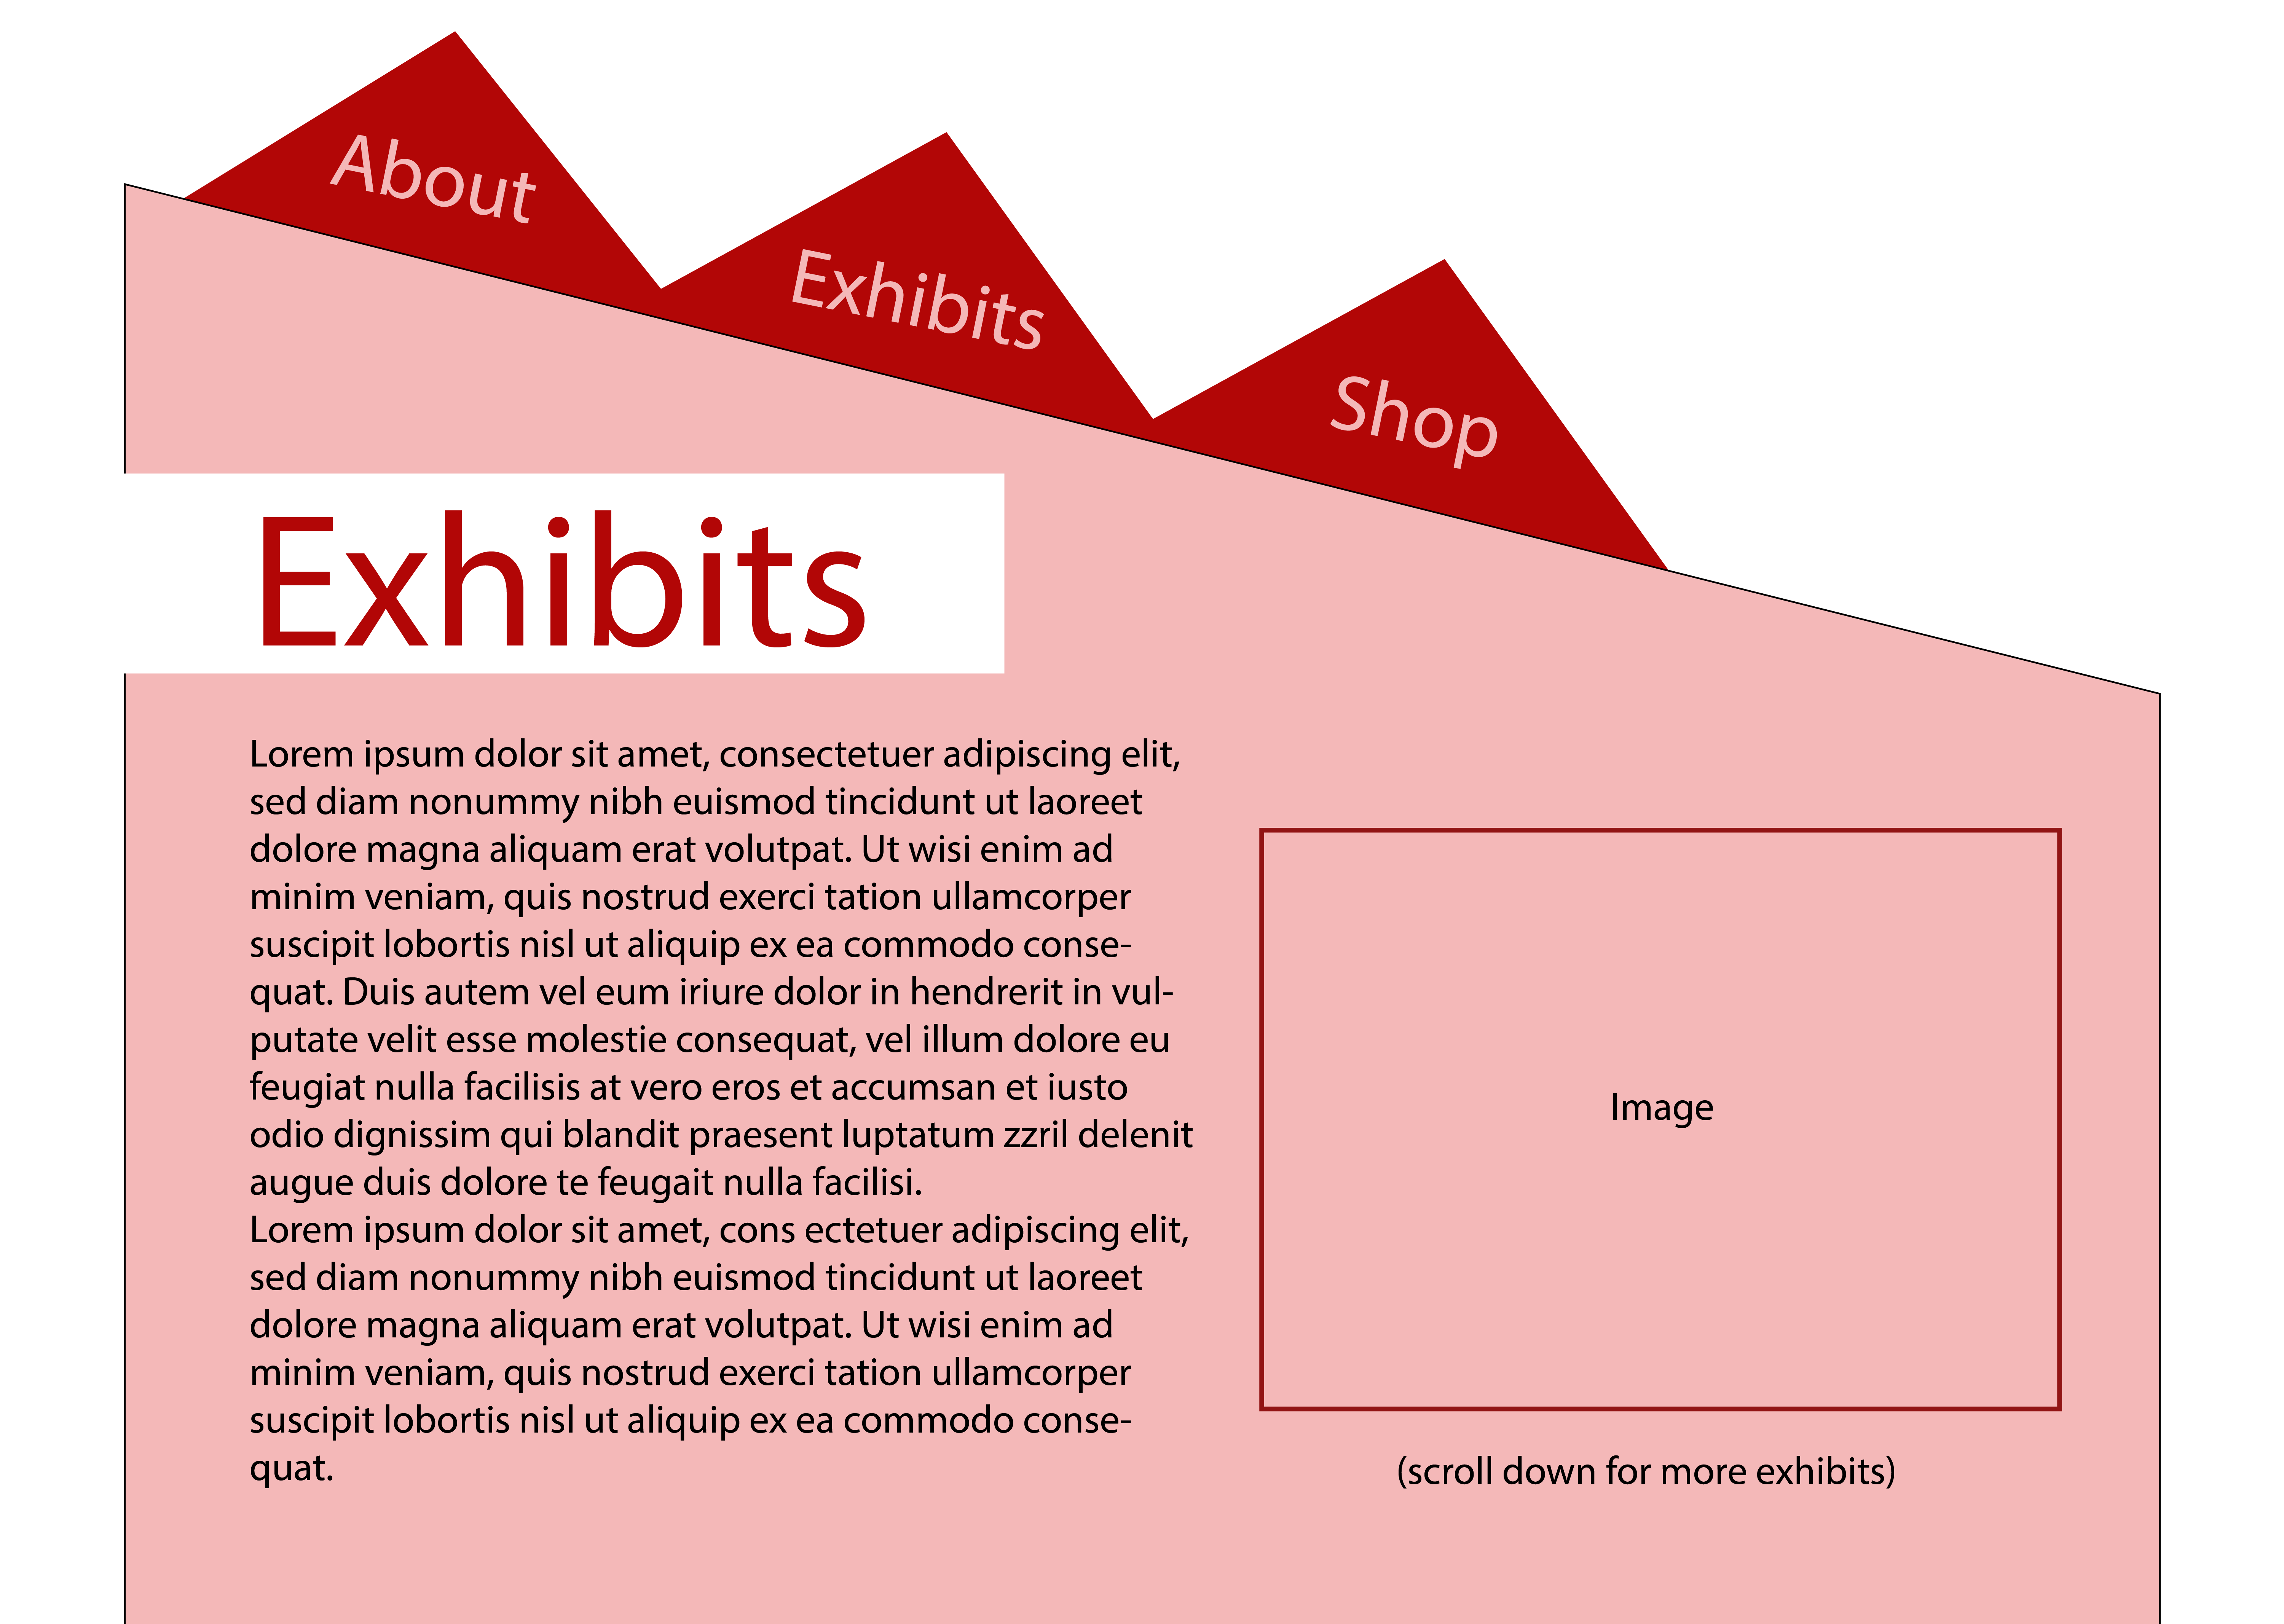 About
Exhibits
Shop
Exhibits
Lorem ipsum dolor sit amet, consectetuer adipiscing elit,
sed diam nonummy nibh euismod tincidunt ut laoreet
dolore magna aliquam erat volutpat. Ut wisi enim ad
minim veniam, quis nostrud exerci tation ullamcorper
suscipit lobortis nisl ut aliquip ex ea commodo conse-
quat. Duis autem vel eum iriure dolor in hendrerit in vul-
putate velit esse molestie consequat, vel illum dolore eu
feugiat nulla facilisis at vero eros et accumsan et iusto
odio dignissim qui blandit praesent luptatum zzril delenit
augue duis dolore te feugait nulla facilisi.
Lorem ipsum dolor sit amet, cons ectetuer adipiscing elit,
sed diam nonummy nibh euismod tincidunt ut laoreet
dolore magna aliquam erat volutpat. Ut wisi enim ad
minim veniam, quis nostrud exerci tation ullamcorper
suscipit lobortis nisl ut aliquip ex ea commodo conse-
quat.
Image
(scroll down for more exhibits)